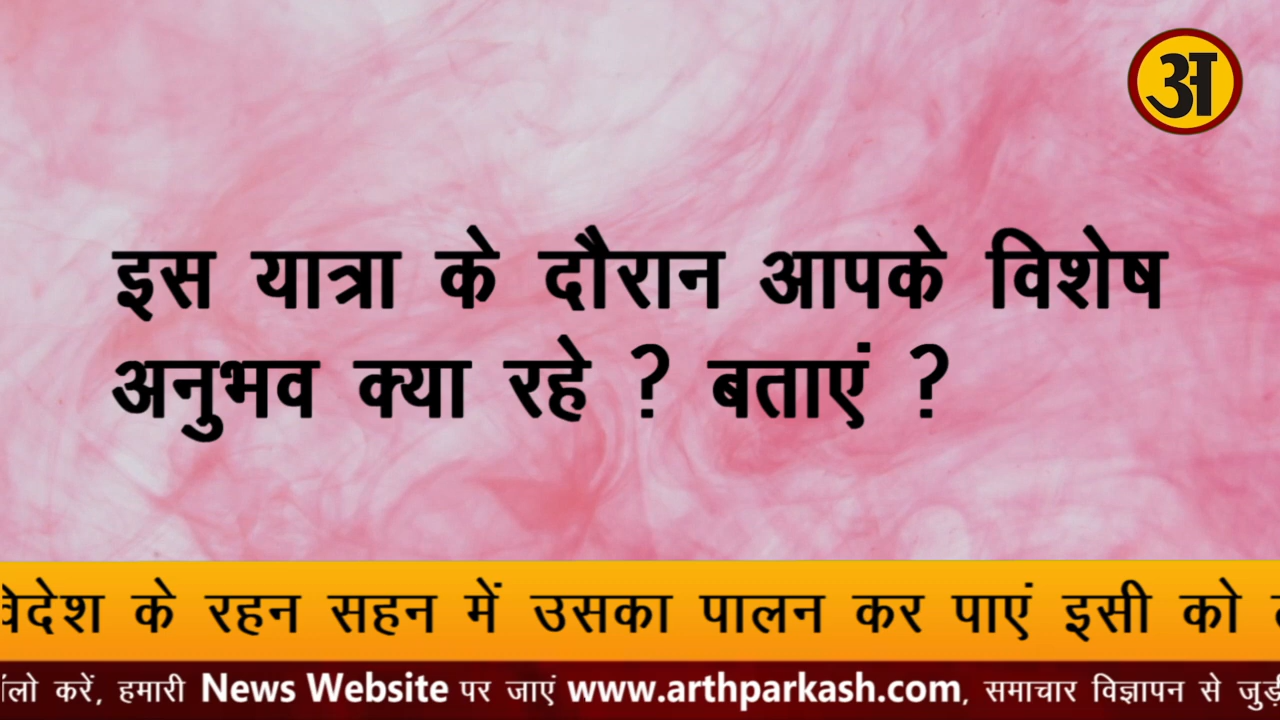 अ
इस यात्रा के दौरान आपके विशेष
अनुभव क्या रहे ? बताएं ?
के रहन सहन में उसका पालन कर पाएं इसी को
करें, हमारी News Website पर जाएं www.arthparkash.com, समाचार विज्ञापन से